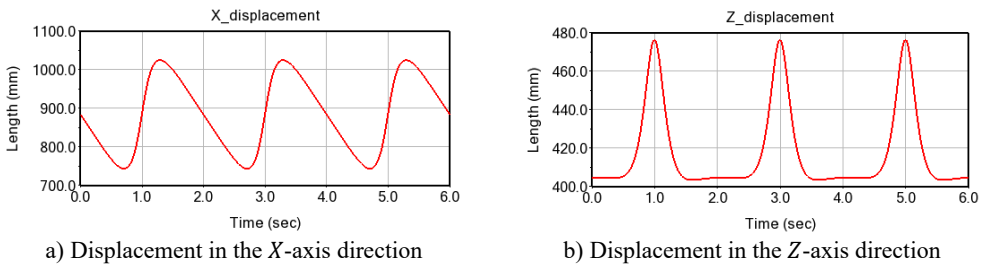 X_displacement
1100.0
1000.0
900.0
800.0
700.0
Length (mm)
0.0 1.0 2.0 3.0 4.0 5.0 6.0
Time (sec)
a) Displacement in the X-axis direction
Z_displacement
480.0
460.0
440.0
420.0
400.0
Length (mm)
0.0 1.0 2.0 3.0 4.0 5.0 6.0
Time (sec)
b) Displacement in the Z-axis direction